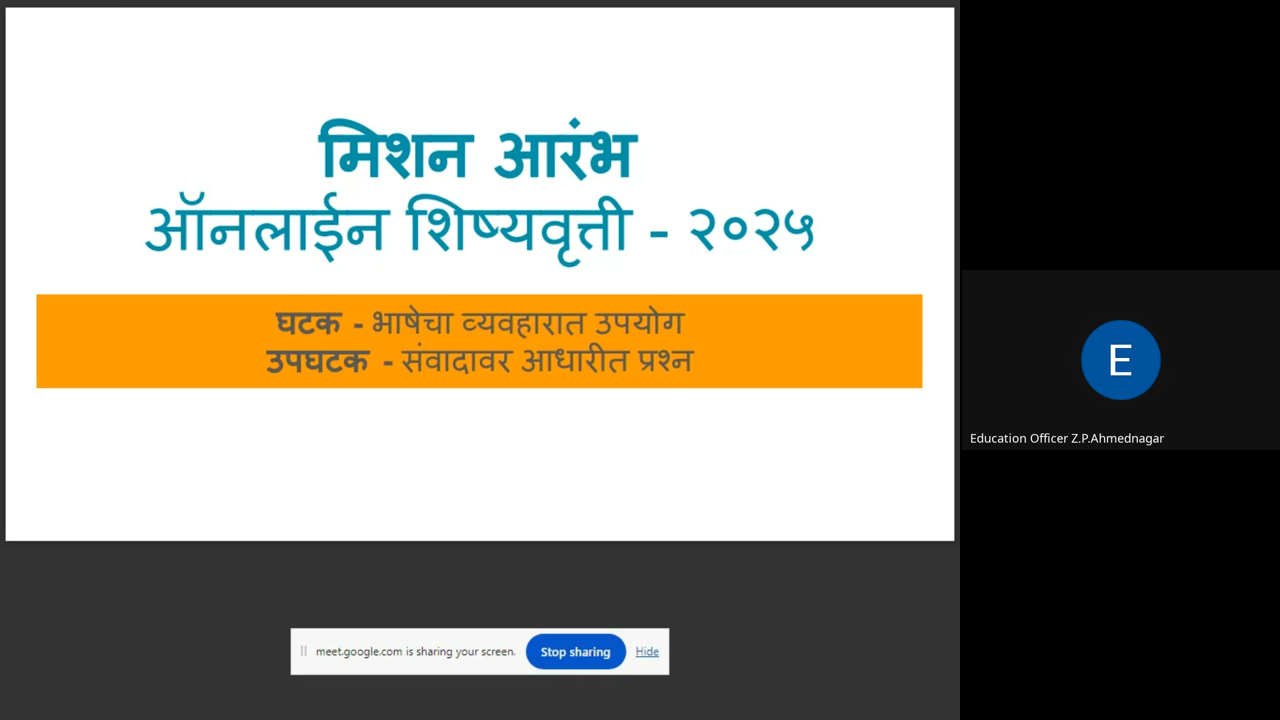 मिशन आरंभ
ऑनलाईन शिष्यवृत्ती - २०२५
घटक - भाषेचा व्यवहारात उपयोग
उपघटक - संवादावर आधारीत प्रश्न
E
Education Officer Z.P.Ahmednagar
meet.google.com is sharing your screen. Stop sharing Hide